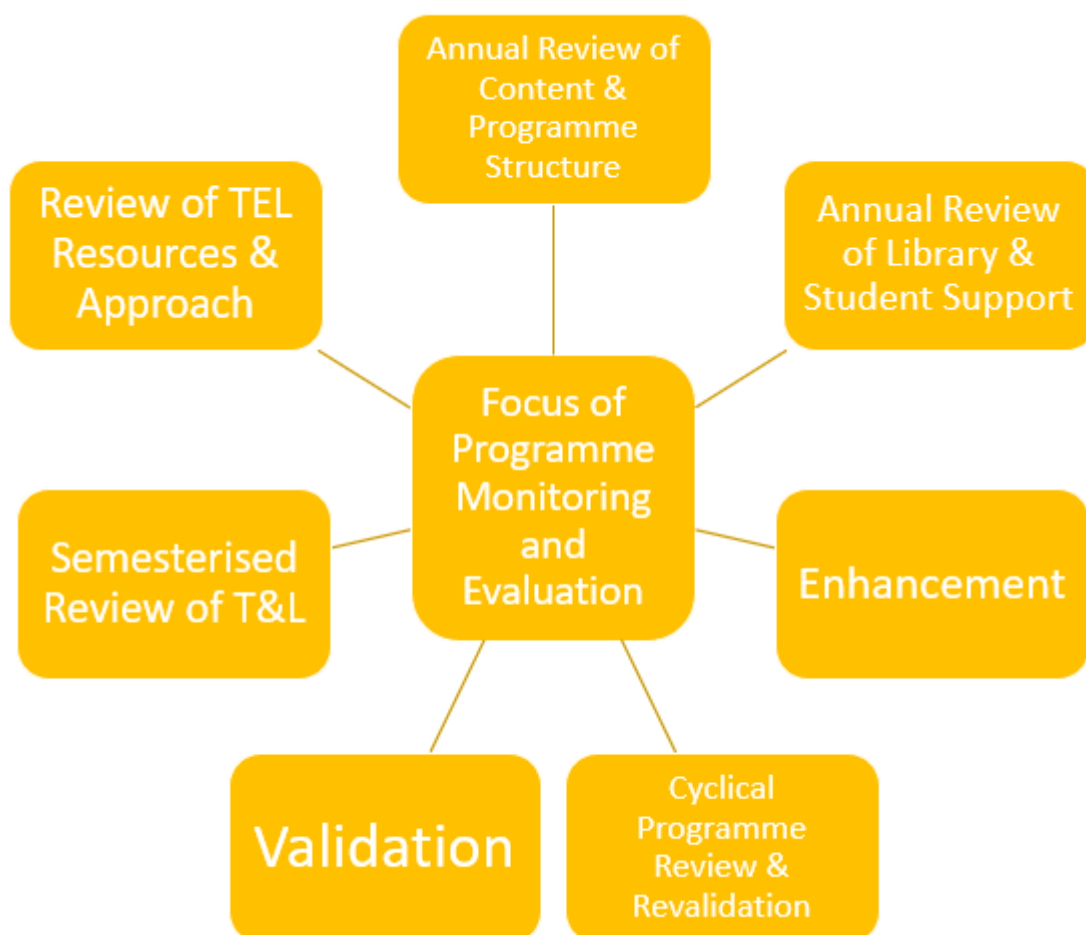 Annual Review of
Content &
Programme
Structure
Review of TEL
Resources &
Approach
Annual Review
of Library &
Student Support
Focus of
Programme
Monitoring
and
Evaluation
Semesterised
Review of T&L
Enhancement
Validation
Cyclical
Programme
Review &
Revalidation